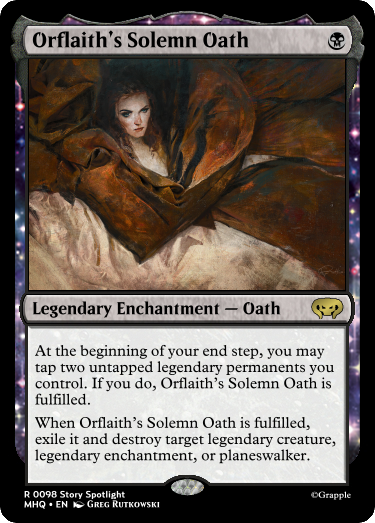 Orflaith's Solemn Oath
Legendary Enchantment — Oath
At the beginning of your end step, you may
tap two untapped legendary permanents you
control. If you do, Orflaith's Solemn Oath is
fulfilled.
When Orflaith's Solemn Oath is fulfilled,
exile it and destroy target legendary creature,
legendary enchantment, or planeswalker.
R 0098 Story Spotlight
MHQ • EN Greg Rutkowski
©Grapple